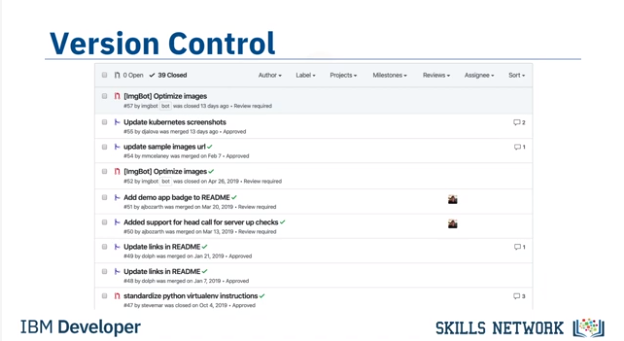 Version Control
0 Open ✓ 39 Closed Author Label Projects Milestones Reviews Assignee Sort
[ImgBot] Optimize images
#57 by imgbot bot was closed 13 days ago • Review required
Update kubernetes screenshots 2
#55 by djalova was merged 13 days ago • Approved
update sample images url ✓ 1
#54 by mmoslaney was merged on Feb 7 • Approved
[ImgBot] Optimize images ✓
#52 by imgbot bot was closed on Apr 26, 2019 • Review required
Add demo app badge to README ✓
#51 by ajbozarth was merged on Mar 20, 2019 • Review required
Added support for head call for server up checks ✓
#50 by ajbozarth was merged on Mar 13, 2019 • Review required
Update links in README ✓ 1
#49 by dolph was merged on Jan 21, 2019 • Approved
Update links in README ✓
#48 by dolph was merged on Jan 7, 2019 • Approved
standardize python virtualenv instructions ✓ 3
#47 by stevemar was closed on Oct 4, 2019 • Approved
IBM Developer
SKILLS NETWORK